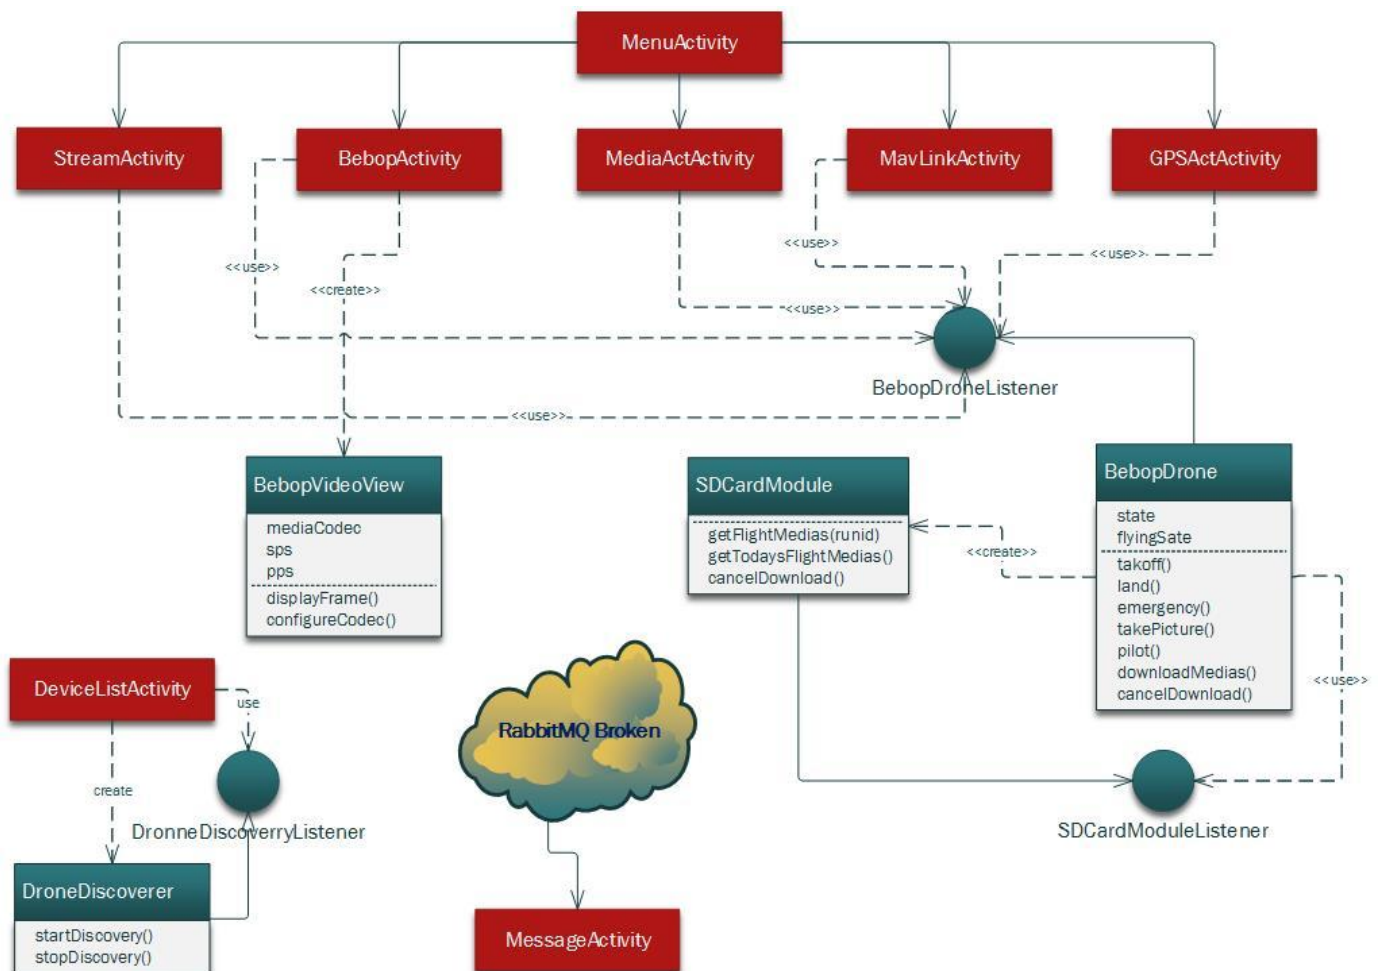 MenuActivity
StreamActivity
BebopActivity
MediaActActivity
MavLinkActivity
GPSActActivity
<<use>>
<<use>>
<<use>>
<<create>>
<<use>>
BebopDroneListener
<<use>>
BebopVideoView
mediaCodec
sps
pps
displayFrame()
configureCodec()
SDCardModule
getFlightMedias(runid)
getTodaysFlightMedias()
cancelDownload()
<<create>>
BebopDrone
state
flyingSate
takoff()
land()
emergency()
takePicture()
pilot()
downloadMedias()
cancelDownload()
<<use>>
DeviceListActivity
use
create
DronneDiscoverryListener
RabbitMQ Broken
SDCardModuleListener
DroneDiscoverer
startDiscovery()
stopDiscovery()
MessageActivity